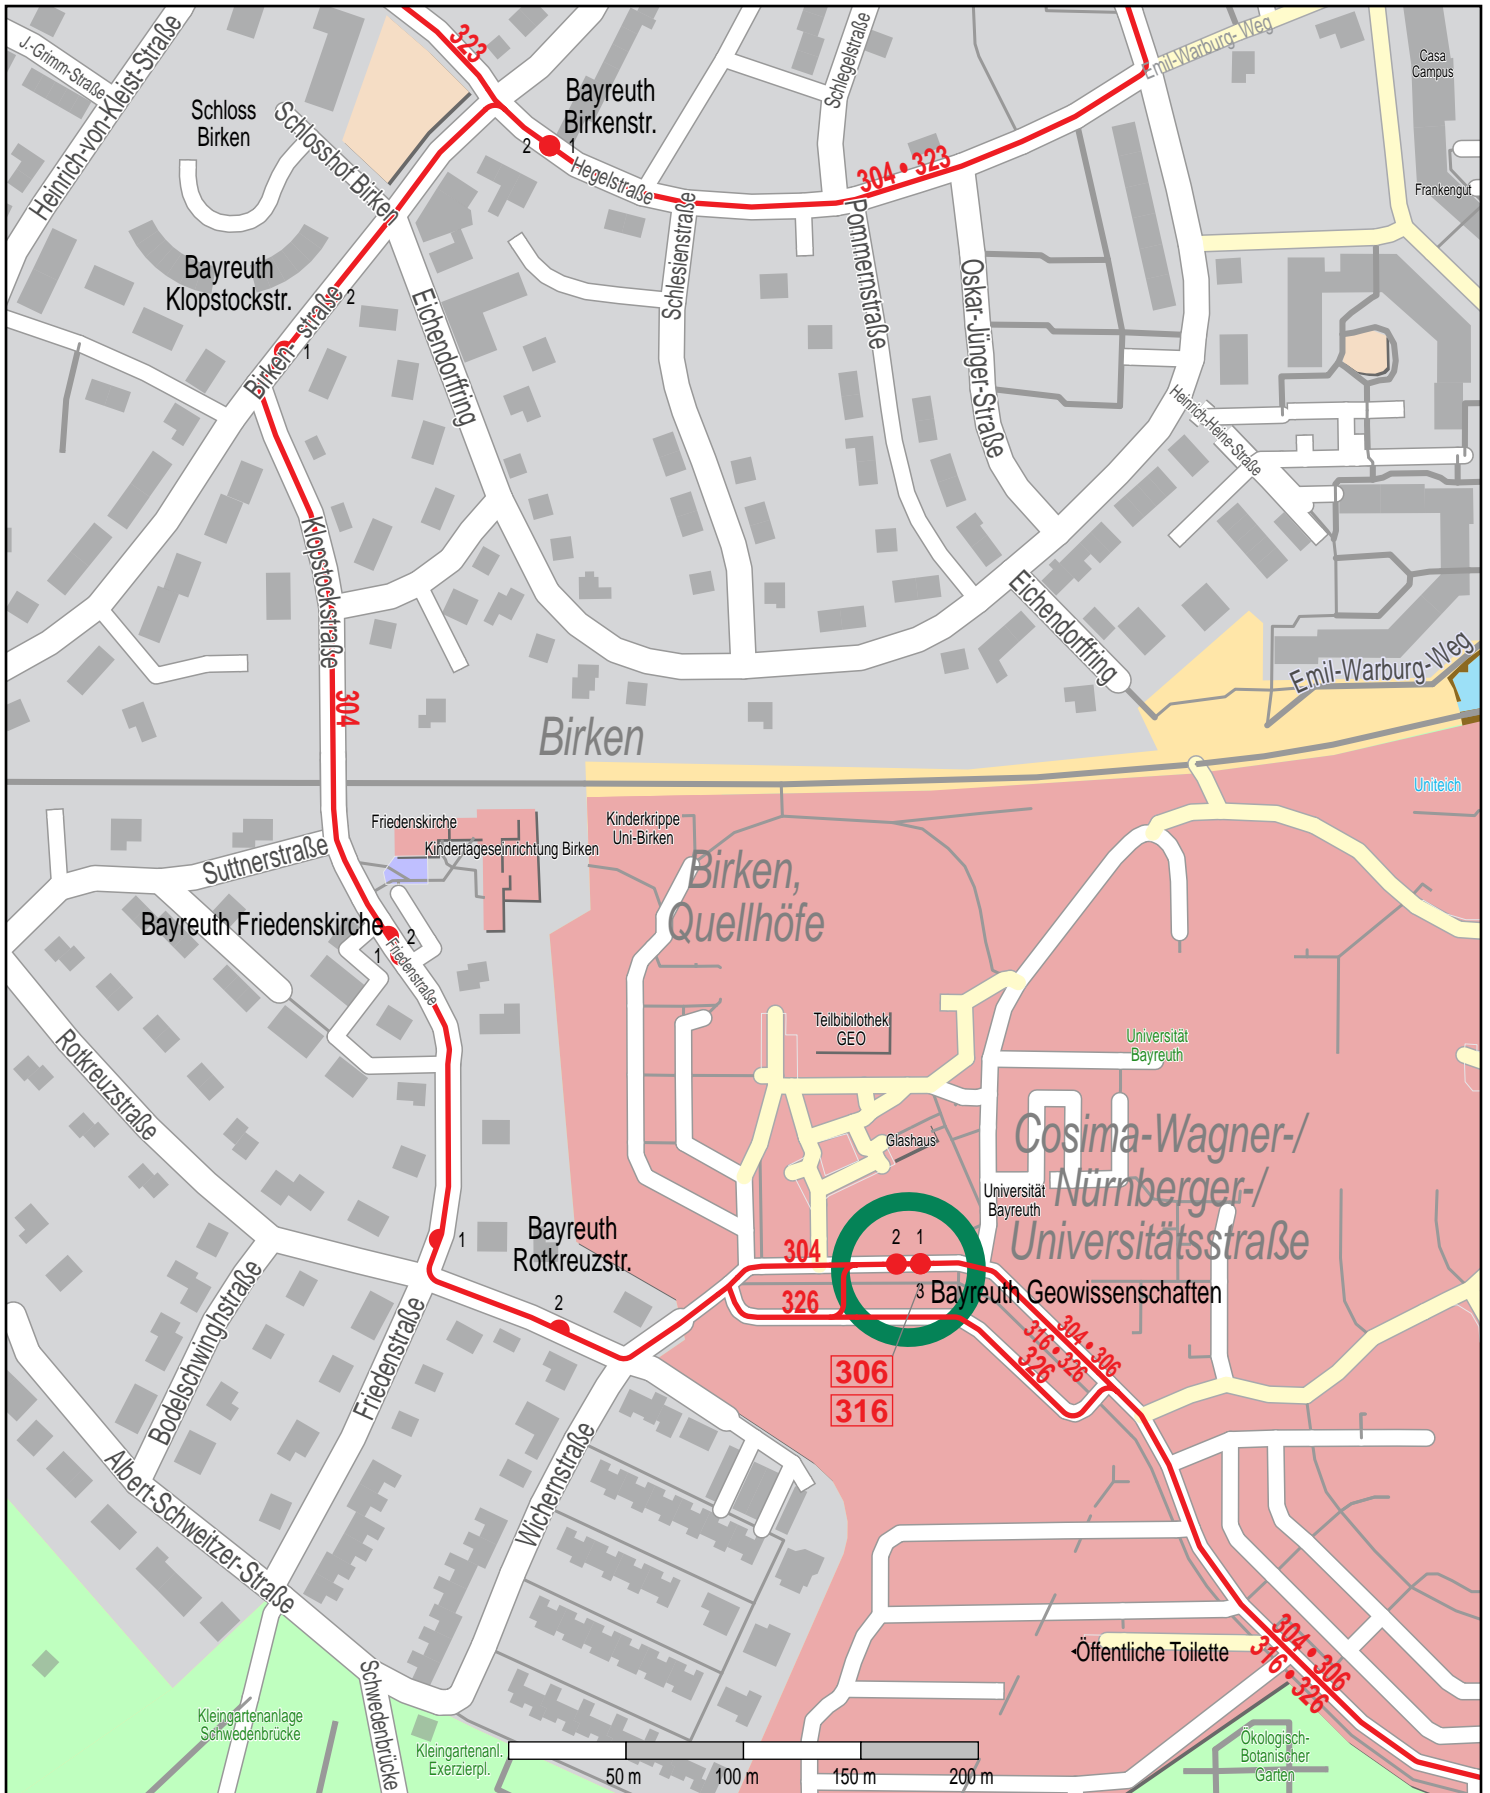 323
J.-Grimm-Straße
Heinrich-von-Kleist-Straße
Schloss
Birken
Schlosshof Birken
Bayreuth
Birkenstr.
2
1
Hegelstraße
Schlegelstraße
Emil-Warburg- Weg
Casa
Campus
304 • 323
Frankengut
Bayreuth
Klopstockstr.
2
1
Birken- straße
Eichendorffring
Schlesienstraße
Pommernstraße
Oskar-Jünger-Straße
Heinrich-Heine-Straße
Klopstockstraße
Eichendorffring
Emil-Warburg-Weg
304
Birken
Uniteich
Friedenskirche
Kindertageseinrichtung Birken
Kinderkrippe
Uni-Birken
Suttnerstraße
Birken,
Quellhöfe
Bayreuth Friedenskirche
2
1
Friedenstraße
Teilbibilothek
GEO
Universität
Bayreuth
Rotkreuzstraße
Glashaus
Cosima-Wagner-/
Nürnberger-/
Universitätsstraße
Universität
Bayreuth
1
Bayreuth
Rotkreuzstr.
2
304
2
1
3
Bayreuth Geowissenschaften
326
304 • 306
316 • 326
326
306
316
Bodelschwinghstraße
Friedenstraße
Wichernstraße
Albert-Schweitzer-Straße
Öffentliche Toilette
304 • 306
316 • 326
Schwedenbrücke
Kleingartenanlage
Schwedenbrücke
Kleingartenanl.
Exerzierpl.
Ökologisch-
Botanischer
Garten
50 m
100 m
150 m
200 m